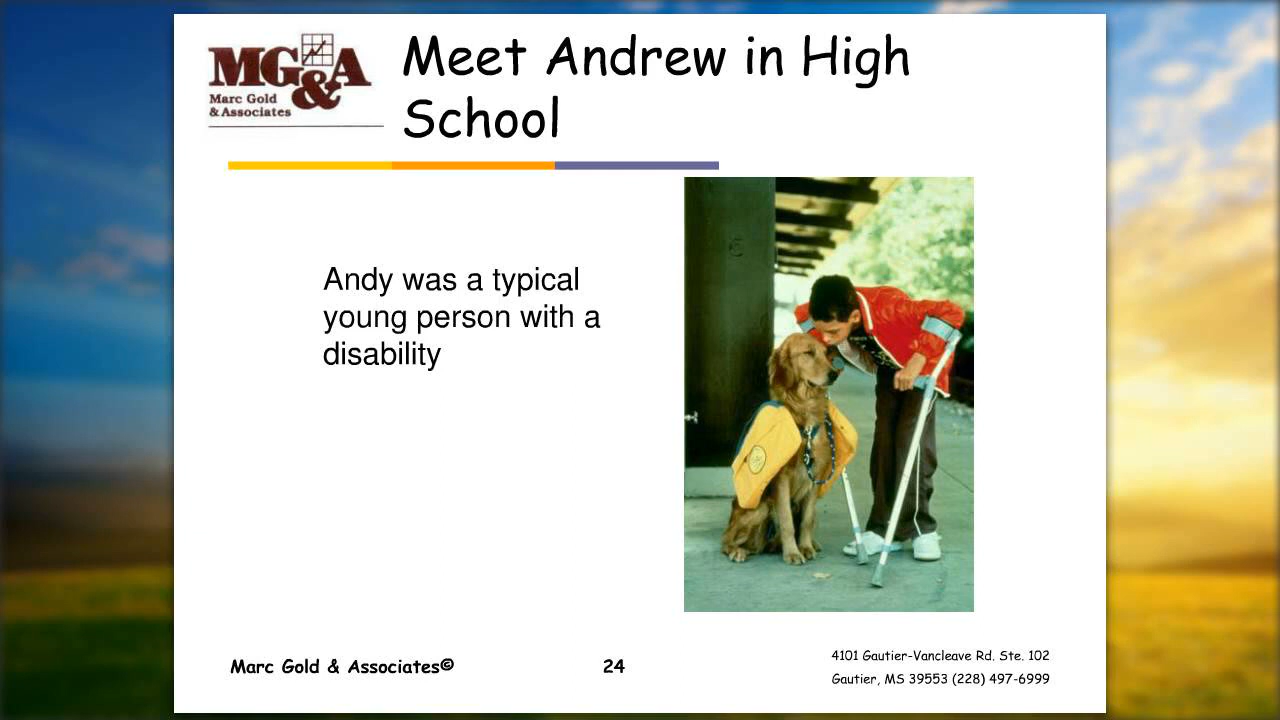 MG&A
Marc Gold
& Associates
Meet Andrew in High
School
Andy was a typical
young person with a
disability
6
Marc Gold & Associates©
24
4101 Gautier-Vancleave Rd. Ste. 102
Gautier, MS 39553 (228) 497-6999